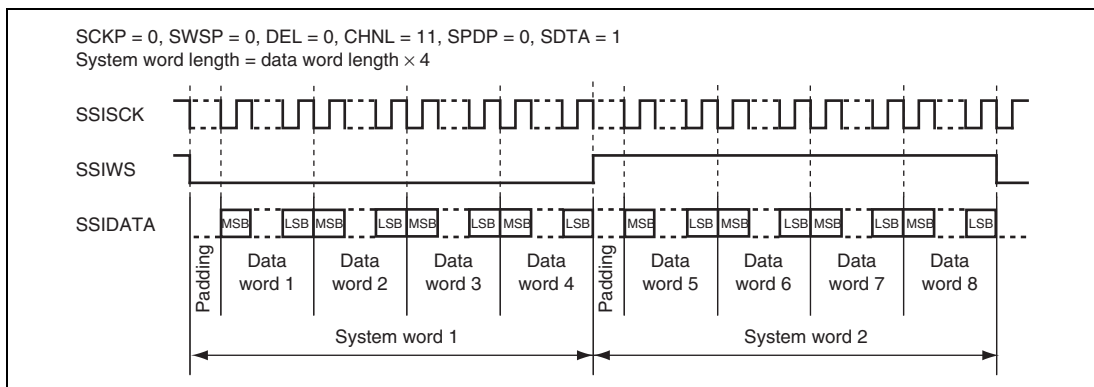 SCKP = 0, SWSP = 0, DEL = 0, CHNL = 11, SPDP = 0, SDTA = 1
System word length = data word length × 4
SSISCK
SSIWS
SSIDATA
MSB LSB MSB LSB MSB LSB MSB LSB MSB LSB MSB LSB MSB LSB MSB LSB
Padding
Data word 1
Data word 2
Data word 3
Data word 4
Padding
Data word 5
Data word 6
Data word 7
Data word 8
System word 1
System word 2